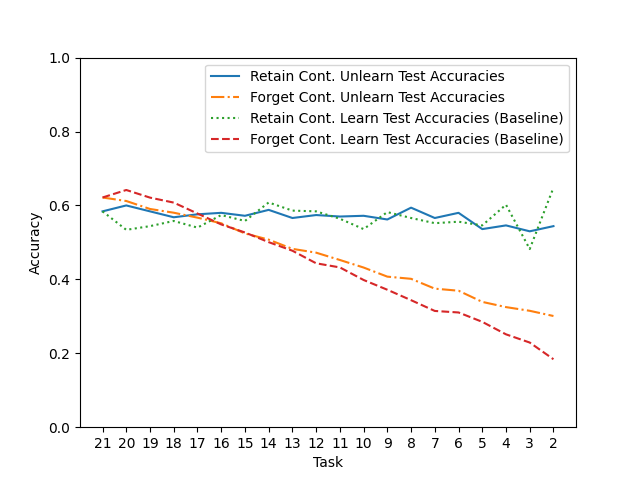 Retain Cont. Unlearn Test Accuracies
Forget Cont. Unlearn Test Accuracies
Retain Cont. Learn Test Accuracies (Baseline)
Forget Cont. Learn Test Accuracies (Baseline)
1.0
0.8
0.6
0.4
0.2
0.0
Accuracy
21 20 19 18 17 16 15 14 13 12 11 10 9 8 7 6 5 4 3 2
Task